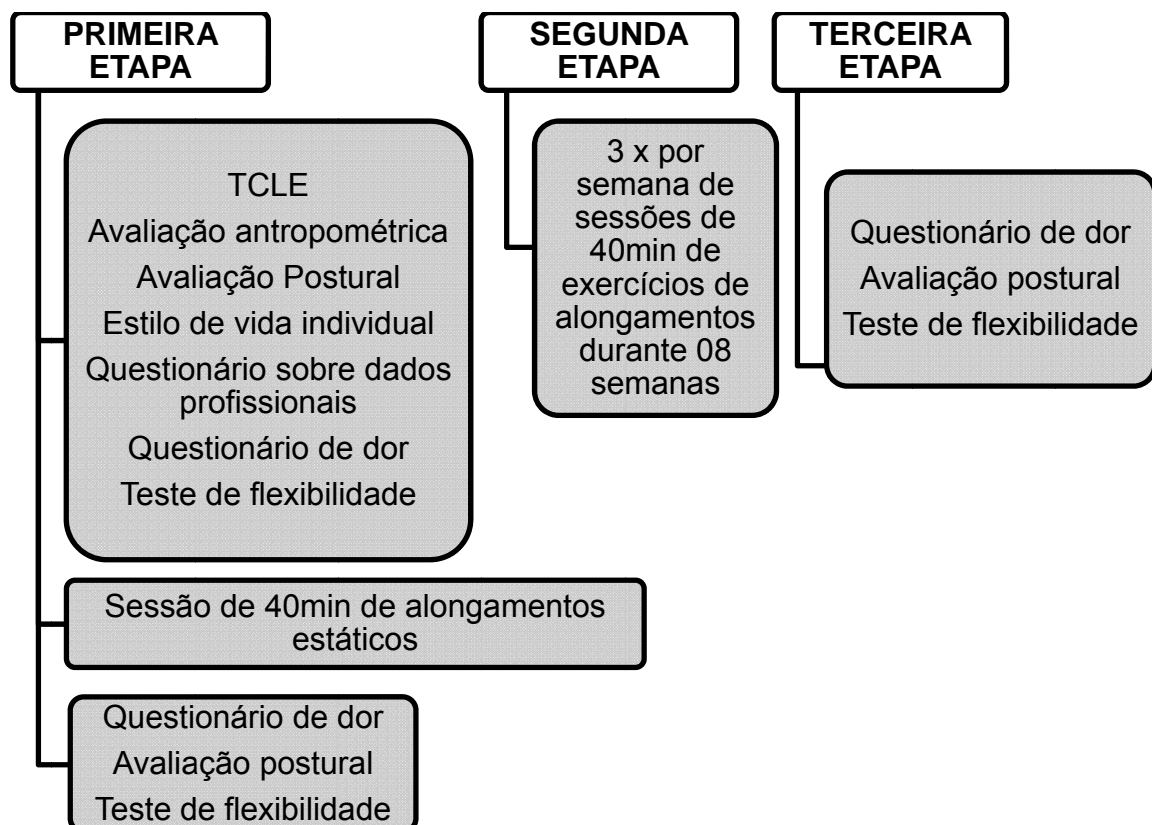 PRIMEIRA
ETAPA
TCLE
Avaliação antropométrica
Avaliação Postural
Estilo de vida individual
Questionário sobre dados
profissionais
Questionário de dor
Teste de flexibilidade
Sessão de 40min de alongamentos
estáticos
Questionário de dor
Avaliação postural
Teste de flexibilidade
SEGUNDA
ETAPA
3 x por
semana de
sessões de
40min de
exercícios de
alongamentos
durante 08
semanas
TERCEIRA
ETAPA
Questionário de dor
Avaliação postural
Teste de flexibilidade